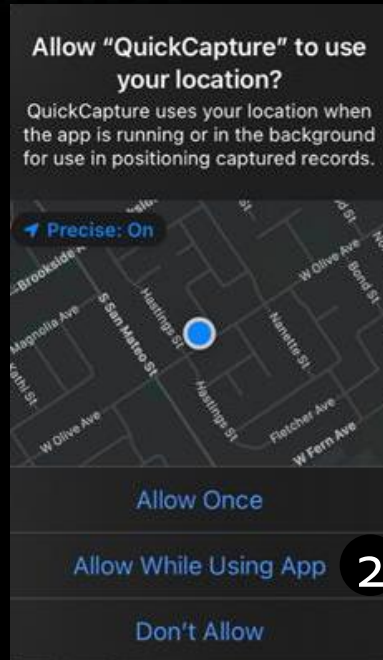 Allow “QuickCapture” to use
your location?
QuickCapture uses your location when
the app is running or in the background
for use in positioning captured records.
Precise: On
Brookside
S San Mateo St
Hastings St
Magnolia Ave
Kathi St
W Olive Ave
Bond St
Nanette St
Hastings St
Fletcher Ave
W Olive Ave
W Fern Ave
Allow Once
Allow While Using App
2
Don’t Allow